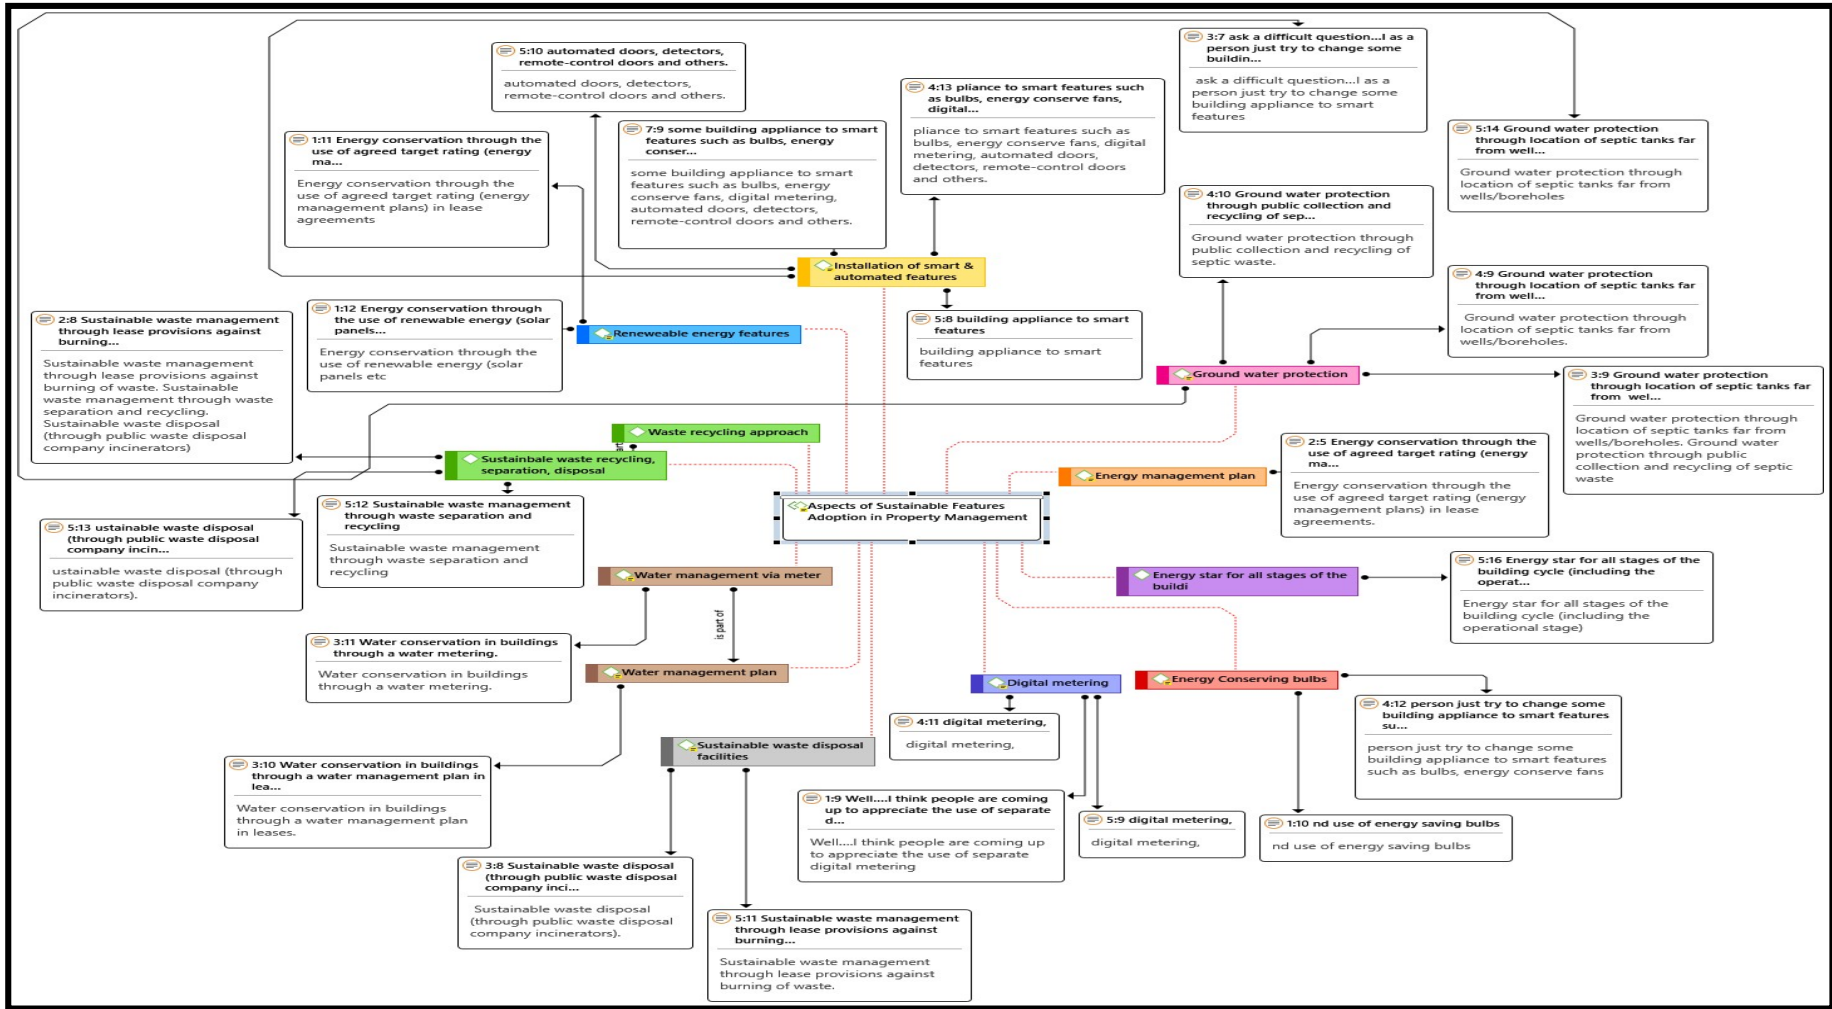 5:10 automated doors, detectors,
remote-control doors and others.
automated doors, detectors,
remote-control doors and others.
3:7 ask a difficult question...I as a
person just try to change some
buildin...
ask a difficult question...I as a
person just try to change some
building appliance to smart
features
4:13 pliance to smart features such
as bulbs, energy conserve fans,
digital...
pliance to smart features such as
bulbs, energy conserve fans, digital
metering, automated doors,
detectors, remote-control doors
and others.
1:11 Energy conservation through the
use of agreed target rating (energy
ma...
Energy conservation through the
use of agreed target rating (energy
management plans) in lease
agreements
7:9 some building appliance to smart
features such as bulbs, energy
conser...
some building appliance to smart
features such as bulbs, energy
conserve fans, digital metering,
automated doors, detectors,
remote-control doors and others.
5:14 Ground water protection
through location of septic tanks far
from well...
Ground water protection through
location of septic tanks far from
wells/boreholes
4:10 Ground water protection
through public collection and
recycling of sep...
Ground water protection through
public collection and recycling of
septic waste.
Installation of smart &
automated features
4:9 Ground water protection
through location of septic tanks far
from well...
Ground water protection through
location of septic tanks far from
wells/boreholes.
2:8 Sustainable waste management
through lease provisions against
burning...
Sustainable waste management
through lease provisions against
burning of waste. Sustainable
waste management through waste
separation and recycling.
Sustainable waste disposal
(through public waste disposal
company incinerators)
1:12 Energy conservation through
the use of renewable energy (solar
panels...
Energy conservation through the
use of renewable energy (solar
panels etc
Reneweable energy features
5:8 building appliance to smart
features
building appliance to smart
features
Ground water protection
3:9 Ground water protection
through location of septic tanks far
from wel...
Ground water protection through
location of septic tanks far from
wells/boreholes. Ground water
protection through public
collection and recycling of septic
waste
Waste recycling approach
Sustainbale waste recycling,
separation, disposal
2:5 Energy conservation through the
use of agreed target rating (energy
ma...
Energy conservation through the
use of agreed target rating (energy
management plans) in lease
agreements.
Energy management plan
Aspects of Sustainable Features
Adoption in Property Management
5:12 Sustainable waste management
through waste separation and
recycling
Sustainable waste management
through waste separation and
recycling
5:13 ustainable waste disposal
(through public waste disposal
company incin...
ustainable waste disposal (through
public waste disposal company
incinerators).
Water management via meter
Energy star for all stages of the
buildi
5:16 Energy star for all stages of the
building cycle (including the
operat...
Energy star for all stages of the
building cycle (including the
operational stage)
is part of
3:11 Water conservation in buildings
through a water metering.
Water conservation in buildings
through a water metering.
Water management plan
Digital metering
Energy Conserving bulbs
4:11 digital metering,
digital metering,
4:12 person just try to change some
building appliance to smart features
su...
person just try to change some
building appliance to smart features
such as bulbs, energy conserve fans
Sustainable waste disposal
facilities
3:10 Water conservation in buildings
through a water management plan in
lea...
Water conservation in buildings
through a water management plan
in leases.
1:9 Well....I think people are coming
up to appreciate the use of separate
d...
Well....I think people are coming up
to appreciate the use of separate
digital metering
5:9 digital metering,
digital metering,
1:10 nd use of energy saving bulbs
nd use of energy saving bulbs
3:8 Sustainable waste disposal
(through public waste disposal
company inci...
Sustainable waste disposal
(through public waste disposal
company incinerators).
5:11 Sustainable waste management
through lease provisions against
burning...
Sustainable waste management
through lease provisions against
burning of waste.